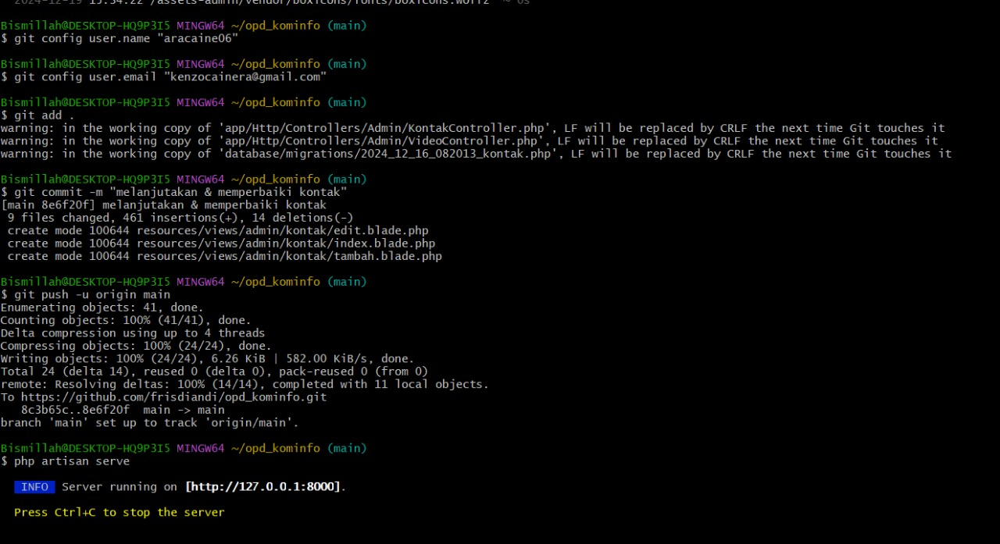 2024-12-19 15:34:22 /assets-admin/vendor/boxicons/fonts/boxicons.woff2 ~ 0s
Bismillah@DESKTOP-HQ9P3I5 MINGW64 ~/opd_kominfo (main)
$ git config user.name "aracaine06"
Bismillah@DESKTOP-HQ9P3I5 MINGW64 ~/opd_kominfo (main)
$ git config user.email "kenzocainera@gmail.com"
Bismillah@DESKTOP-HQ9P3I5 MINGW64 ~/opd_kominfo (main)
$ git add .
warning: in the working copy of 'app/Http/Controllers/Admin/KontakController.php', LF will be replaced by CRLF the next time Git touches it
warning: in the working copy of 'app/Http/Controllers/Admin/VideoController.php', LF will be replaced by CRLF the next time Git touches it
warning: in the working copy of 'database/migrations/2024_12_16_082013_kontak.php', LF will be replaced by CRLF the next time Git touches it
Bismillah@DESKTOP-HQ9P3I5 MINGW64 ~/opd_kominfo (main)
$ git commit -m "melanjutakan & memperbaiki kontak"
[main 8e6f20f] melanjutakan & memperbaiki kontak
9 files changed, 461 insertions(+), 14 deletions(-)
create mode 100644 resources/views/admin/kontak/edit.blade.php
create mode 100644 resources/views/admin/kontak/index.blade.php
create mode 100644 resources/views/admin/kontak/tambah.blade.php
Bismillah@DESKTOP-HQ9P3I5 MINGW64 ~/opd_kominfo (main)
$ git push -u origin main
Enumerating objects: 41, done.
Counting objects: 100% (41/41), done.
Delta compression using up to 4 threads
Compressing objects: 100% (24/24), done.
Writing objects: 100% (24/24), 6.26 KiB | 582.00 KiB/s, done.
Total 24 (delta 14), reused 0 (delta 0), pack-reused 0 (from 0)
remote: Resolving deltas: 100% (14/14), completed with 11 local objects.
To https://github.com/frisdiandi/opd_kominfo.git
8c3b65c..8e6f20f main -> main
branch 'main' set up to track 'origin/main'.
Bismillah@DESKTOP-HQ9P3I5 MINGW64 ~/opd_kominfo (main)
$ php artisan serve
INFO Server running on [http://127.0.0.1:8000].
Press Ctrl+C to stop the server